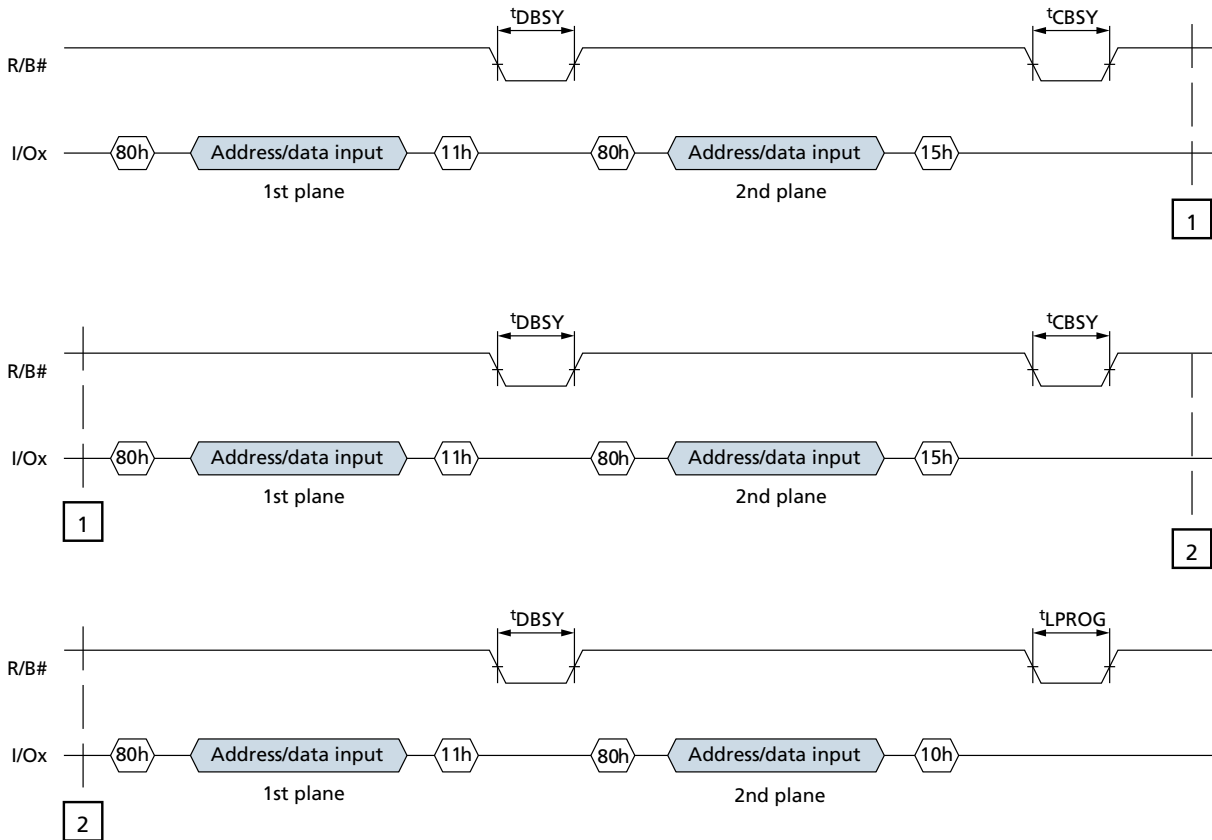 tDBSY tCBSY
R/B#
I/Ox 80h Address/data input 11h 80h Address/data input 15h
1st plane 2nd plane
1
tDBSY tCBSY
R/B#
I/Ox 80h Address/data input 11h 80h Address/data input 15h
1st plane 2nd plane
1
2
tDBSY tLPROG
R/B#
I/Ox 80h Address/data input 11h 80h Address/data input 10h
1st plane 2nd plane
2